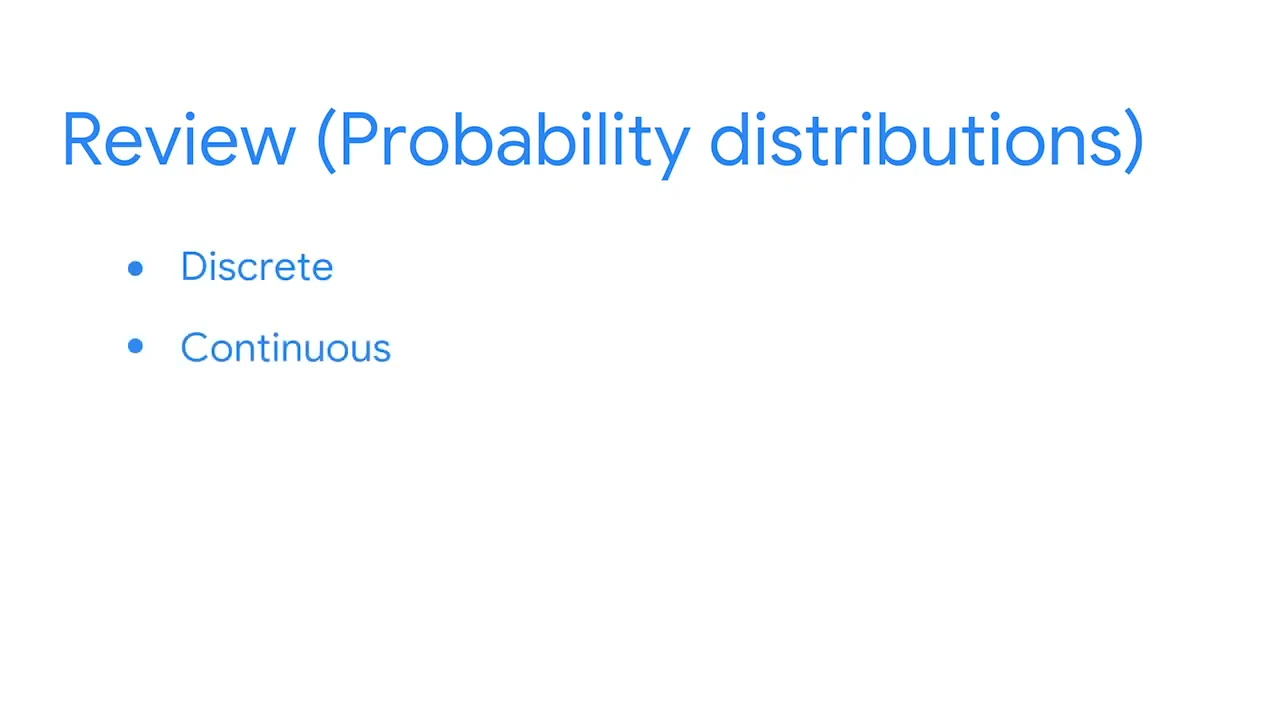 Review (Probability distributions)
• Discrete
• Continuous